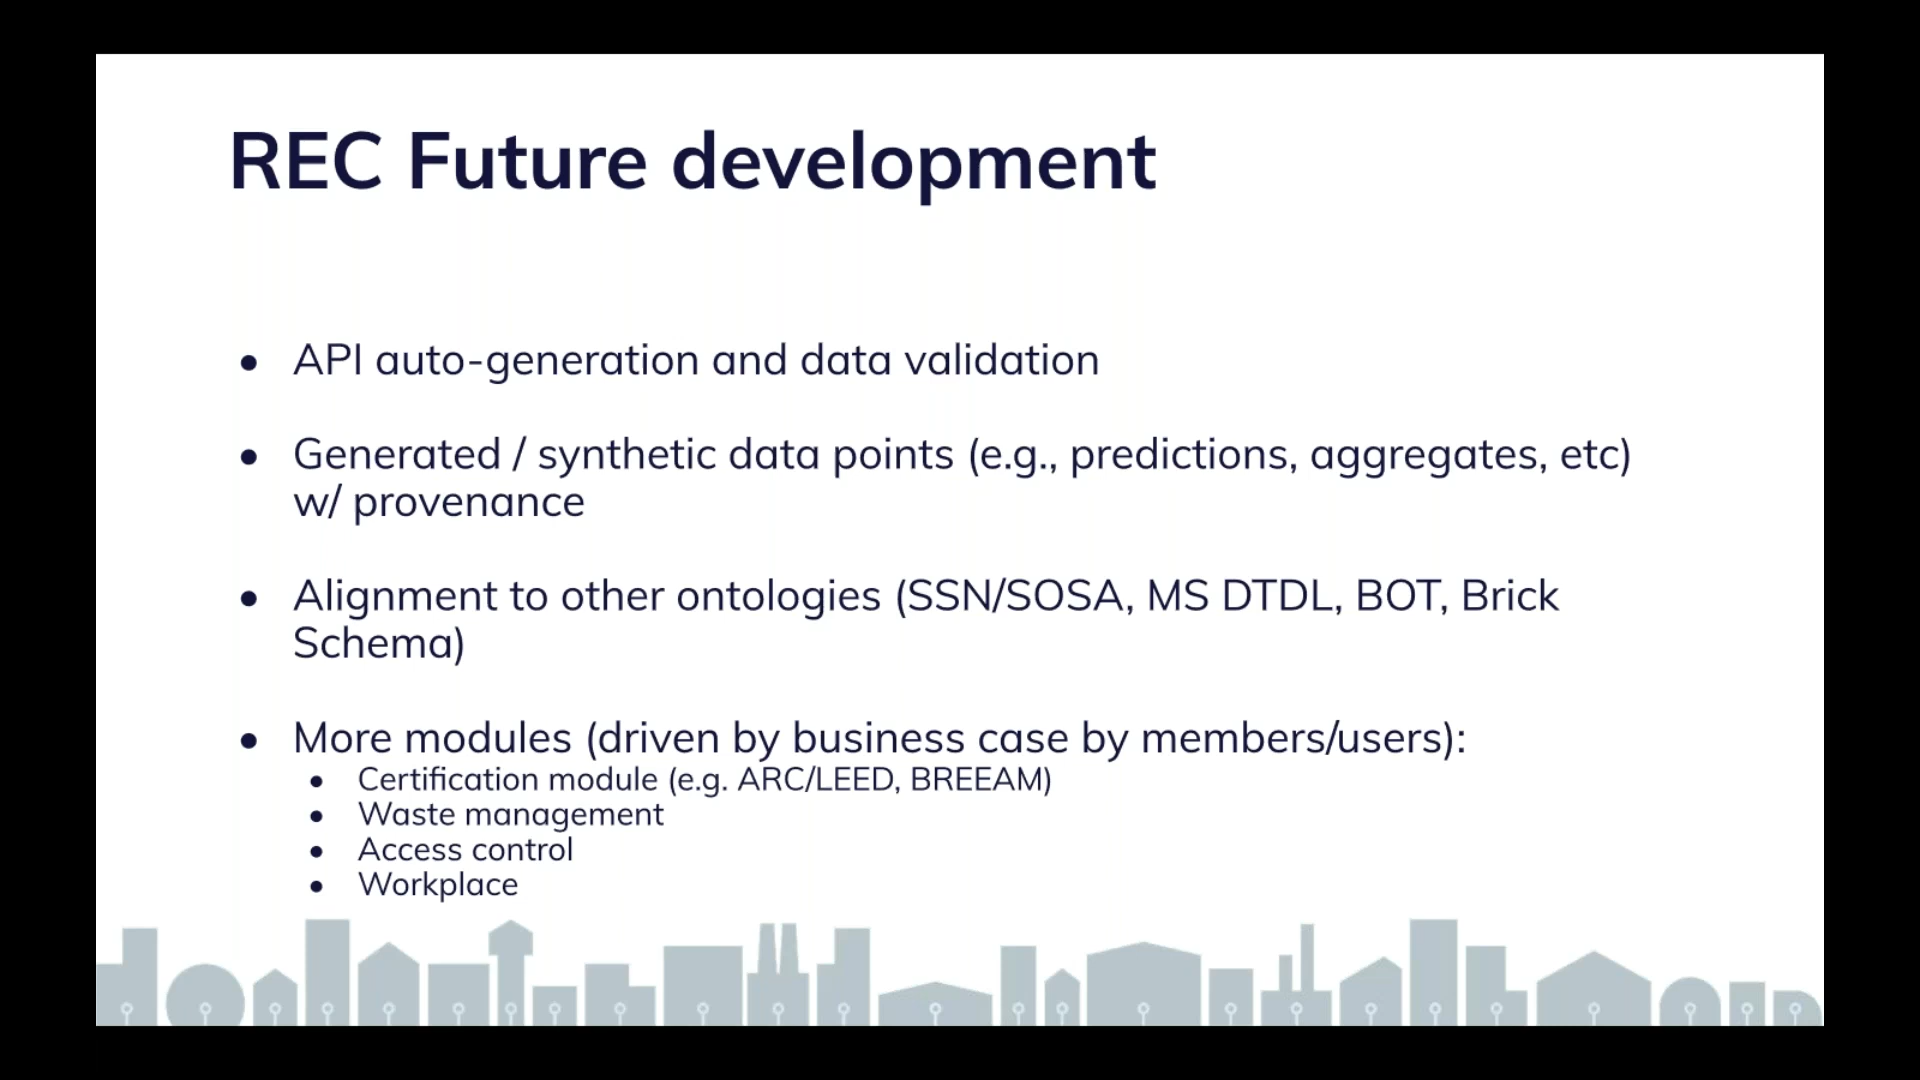 REC Future development
• API auto-generation and data validation
• Generated / synthetic data points (e.g., predictions, aggregates, etc)
w/ provenance
• Alignment to other ontologies (SSN/SOSA, MS DTDL, BOT, Brick
Schema)
• More modules (driven by business case by members/users):
• Certification module (e.g. ARC/LEED, BREEAM)
• Waste management
• Access control
• Workplace